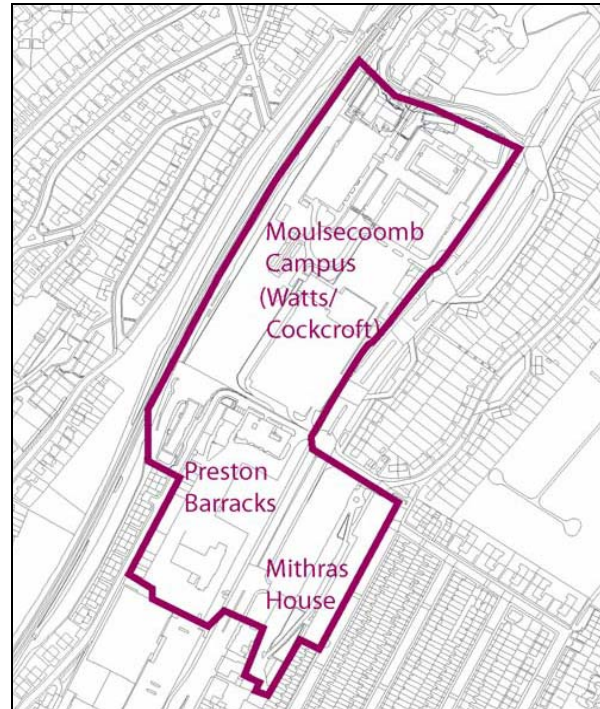 Moulsecoomb
Campus
(Watts/
Cockcroft)
Preston
Barracks
Mithras
House